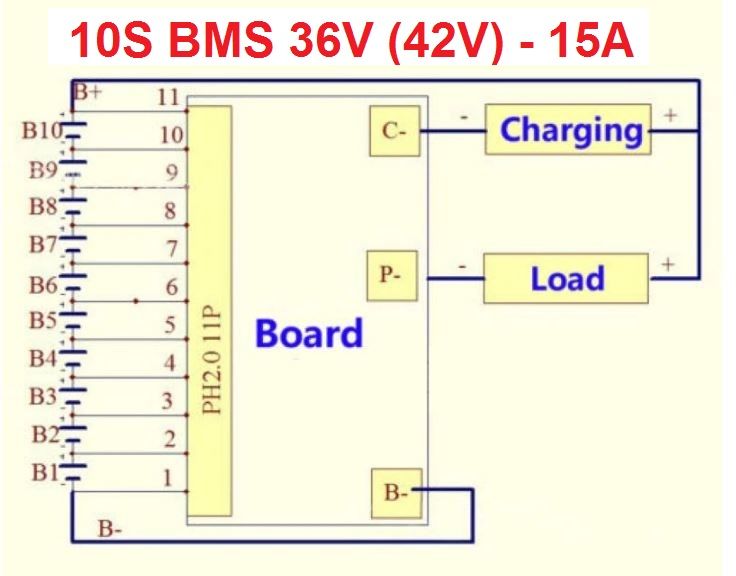 10S BMS 36V (42V) - 15A
B+
11
B10
10
B9
9
B8
8
B7
7
B6
6
B5
5
B4
4
B3
3
B2
2
B1
1
B-
PH2.0 11P
Board
C-
- Charging +
P-
- Load +
B-